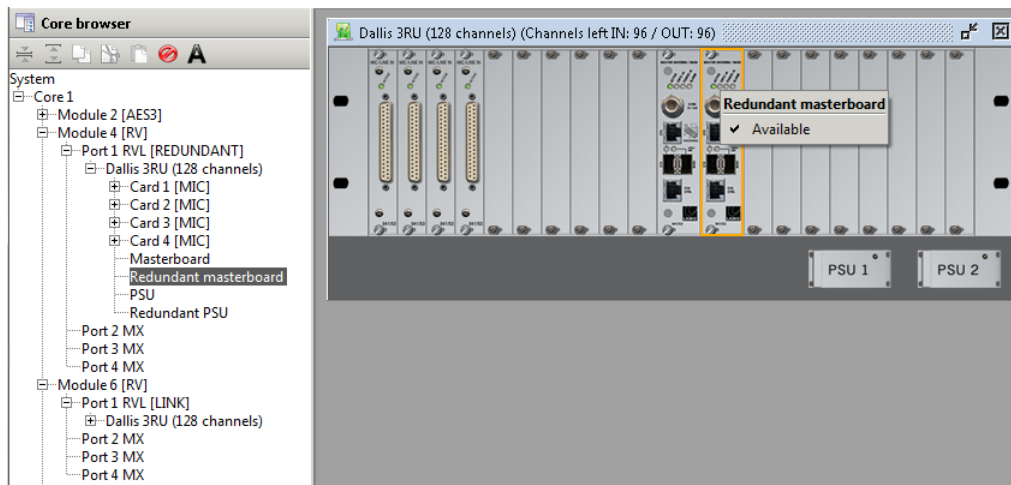 Core browser
A
System
Core 1
Module 2 [AES3]
Module 4 [RV]
Port 1 RVL [REDUNDANT]
Dallis 3RU (128 channels)
Card 1 [MIC]
Card 2 [MIC]
Card 3 [MIC]
Card 4 [MIC]
Masterboard
Redundant masterboard
PSU
Redundant PSU
Port 2 MX
Port 3 MX
Port 4 MX
Module 6 [RV]
Port 1 RVL [LINK]
Dallis 3RU (128 channels)
Port 2 MX
Port 3 MX
Port 4 MX
Dallis 3RU (128 channels) (Channels left IN: 96 / OUT: 96)
Redundant masterboard
Available
PSU 1
PSU 2